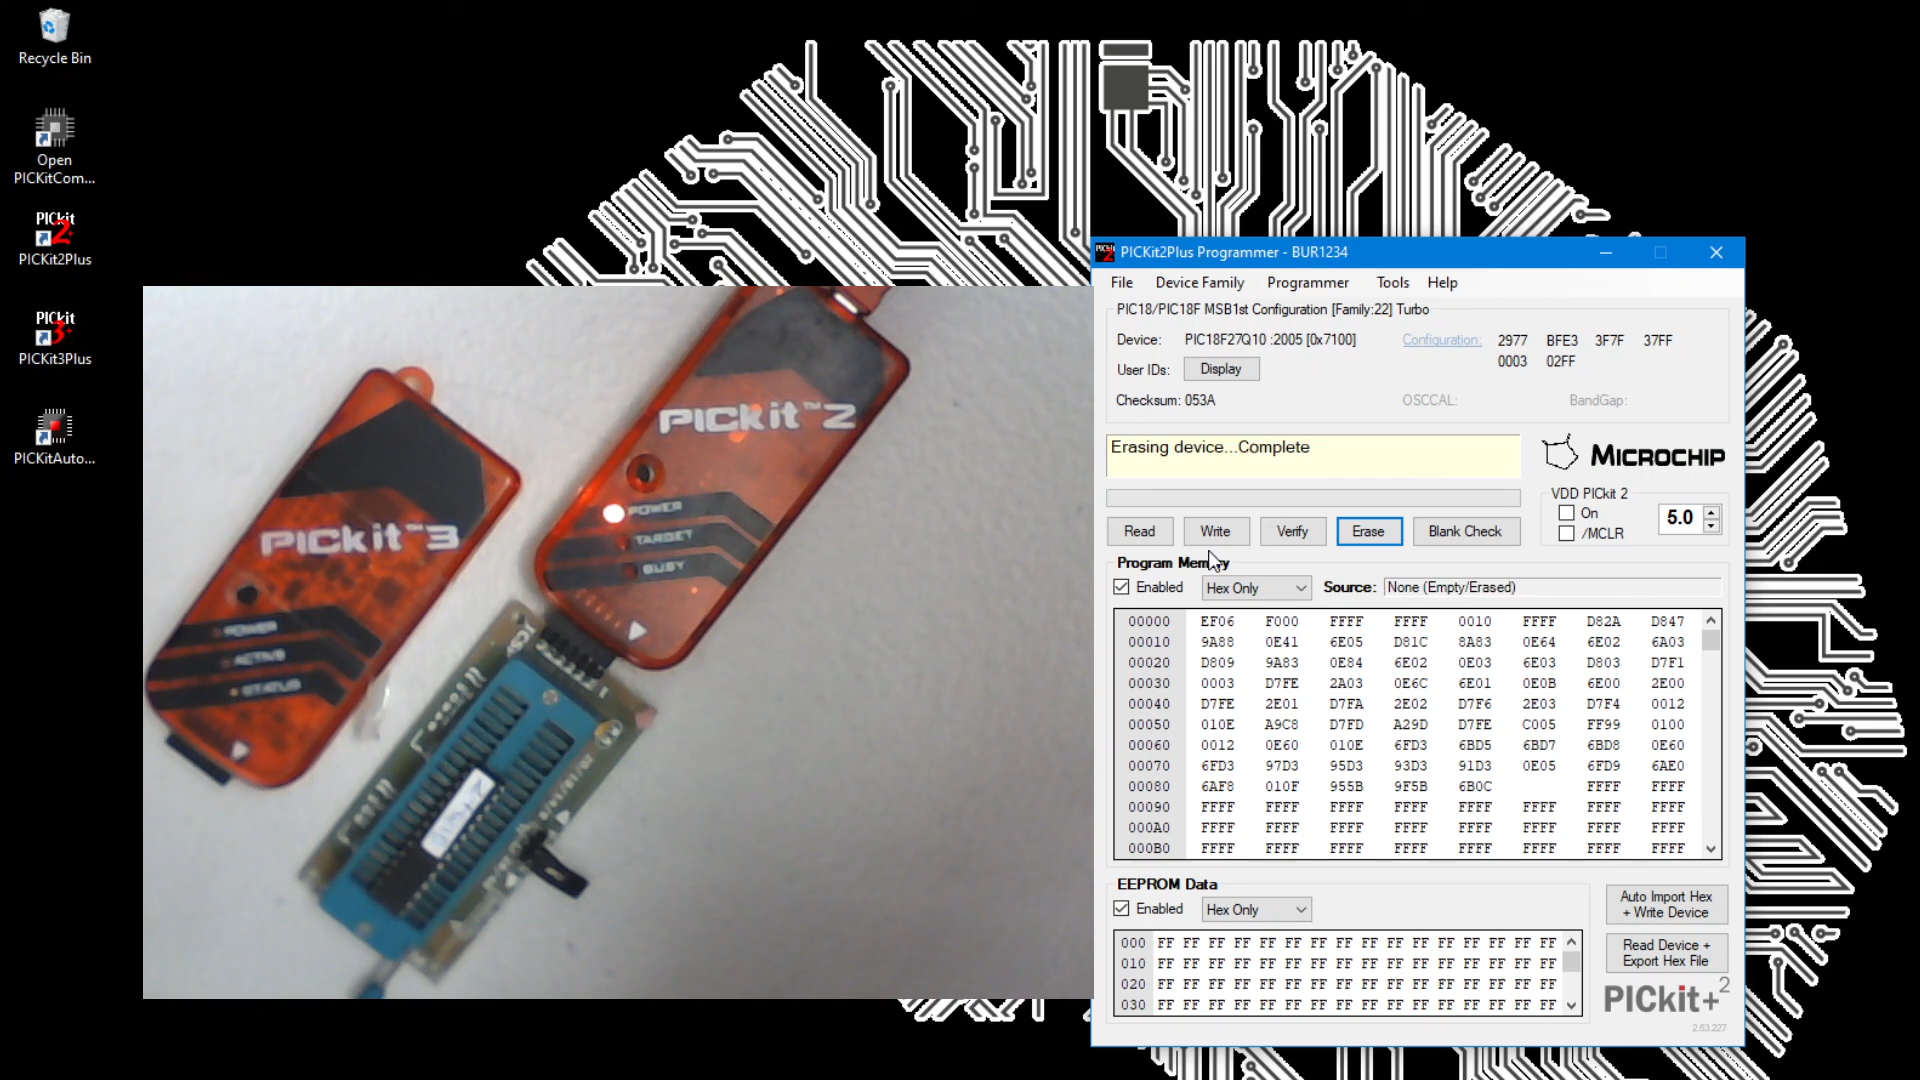 Recycle Bin
Open
PICKitCom...
PICkit
2+
PICKit2Plus
PICkit
3+
PICKit3Plus
PICKitAuto...
PICkit™3
POWER
ACTIVE
STATUS
PICkit™2
POWER
TARGET
BUSY
PICKit2Plus Programmer - BUR1234
File Device Family Programmer Tools Help
PIC18/PIC18F MSB1st Configuration [Family:22] Turbo
Device: PIC18F27Q10 :2005 [0x7100] Configuration: 2977 BFE3 3F7F 37FF
0003 02FF
User IDs: Display
Checksum: 053A OSCCAL: BandGap:
Erasing device...Complete
MICROCHIP
VDD PICkit 2
On
/MCLR
5.0
Read Write Verify Erase Blank Check
Program Memory
Enabled Hex Only Source: None (Empty/Erased)
00000 EF06 F000 FFFF FFFF 0010 FFFF D82A D847
00010 9A88 0E41 6E05 D81C 8A83 0E64 6E02 6A03
00020 D809 9A83 0E84 6E02 0E03 6E03 D803 D7F1
00030 0003 D7FE 2A03 0E6C 6E01 0E0B 6E00 2E00
00040 D7FE 2E01 D7FA 2E02 D7F6 2E03 D7F4 0012
00050 010E A9C8 D7FD A29D D7FE C005 FF99 0100
00060 0012 0E60 010E 6FD3 6BD5 6BD7 6BD8 0E60
00070 6FD3 97D3 95D3 93D3 91D3 0E05 6FD9 6AE0
00080 6AF8 010F 955B 9F5B 6B0C FFFF FFFF
00090 FFFF FFFF FFFF FFFF FFFF FFFF FFFF FFFF
000A0 FFFF FFFF FFFF FFFF FFFF FFFF FFFF FFFF
000B0 FFFF FFFF FFFF FFFF FFFF FFFF FFFF FFFF
EEPROM Data
Enabled Hex Only
000 FF FF FF FF FF FF FF FF FF FF FF FF FF FF FF FF
010 FF FF FF FF FF FF FF FF FF FF FF FF FF FF FF FF
020 FF FF FF FF FF FF FF FF FF FF FF FF FF FF FF FF
030 FF FF FF FF FF FF FF FF FF FF FF FF FF FF FF FF
Auto Import Hex
+ Write Device
Read Device +
Export Hex File
PICkit+2
2.63.227